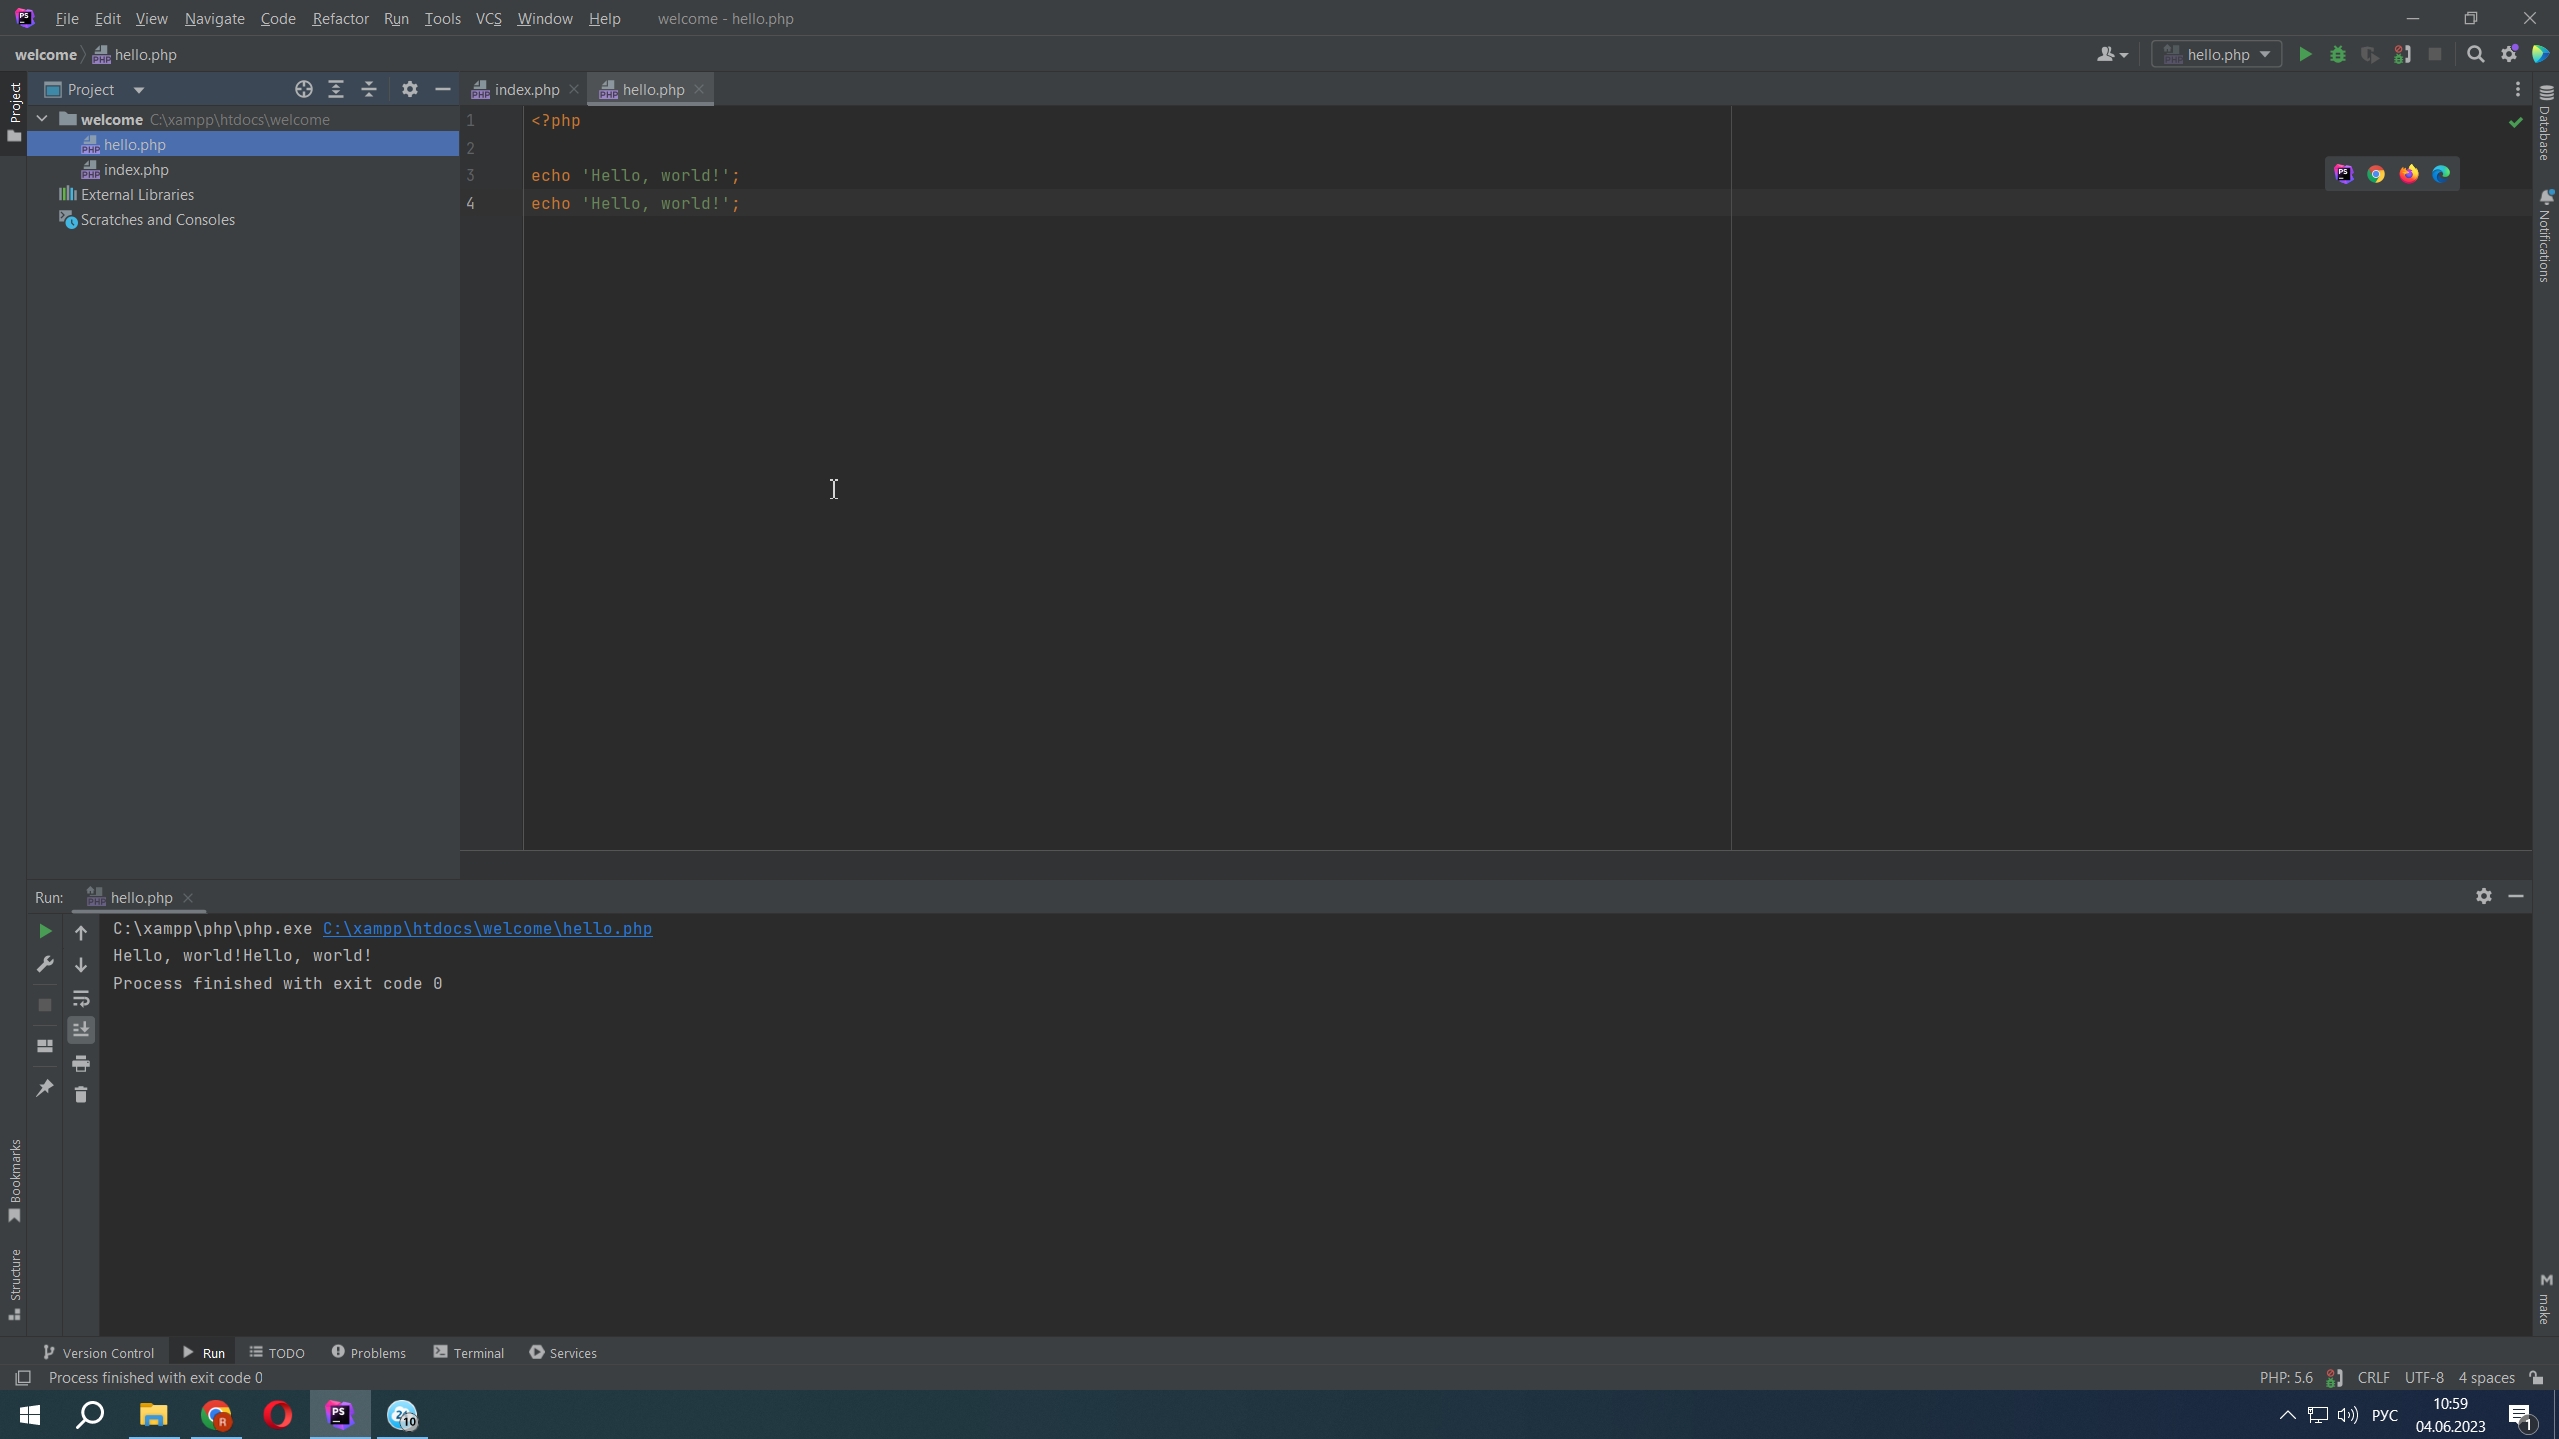 File Edit View Navigate Code Refactor Run Tools VCS Window Help welcome - hello.php
welcome hello.php
hello.php
Project
Project
index.php
hello.php
welcome C:\xampp\htdocs\welcome
hello.php
index.php
External Libraries
Scratches and Consoles
1 <?php
2
3 echo 'Hello, world!';
4 echo 'Hello, world!';
Database
Notifications
Run: hello.php
C:\xampp\php\php.exe C:\xampp\htdocs\welcome\hello.php
Hello, world!Hello, world!
Process finished with exit code 0
Bookmarks
Structure
make
Version Control Run TODO Problems Terminal Services
Process finished with exit code 0
PHP: 5.6 CRLF UTF-8 4 spaces
РУС
10:59
04.06.2023
1